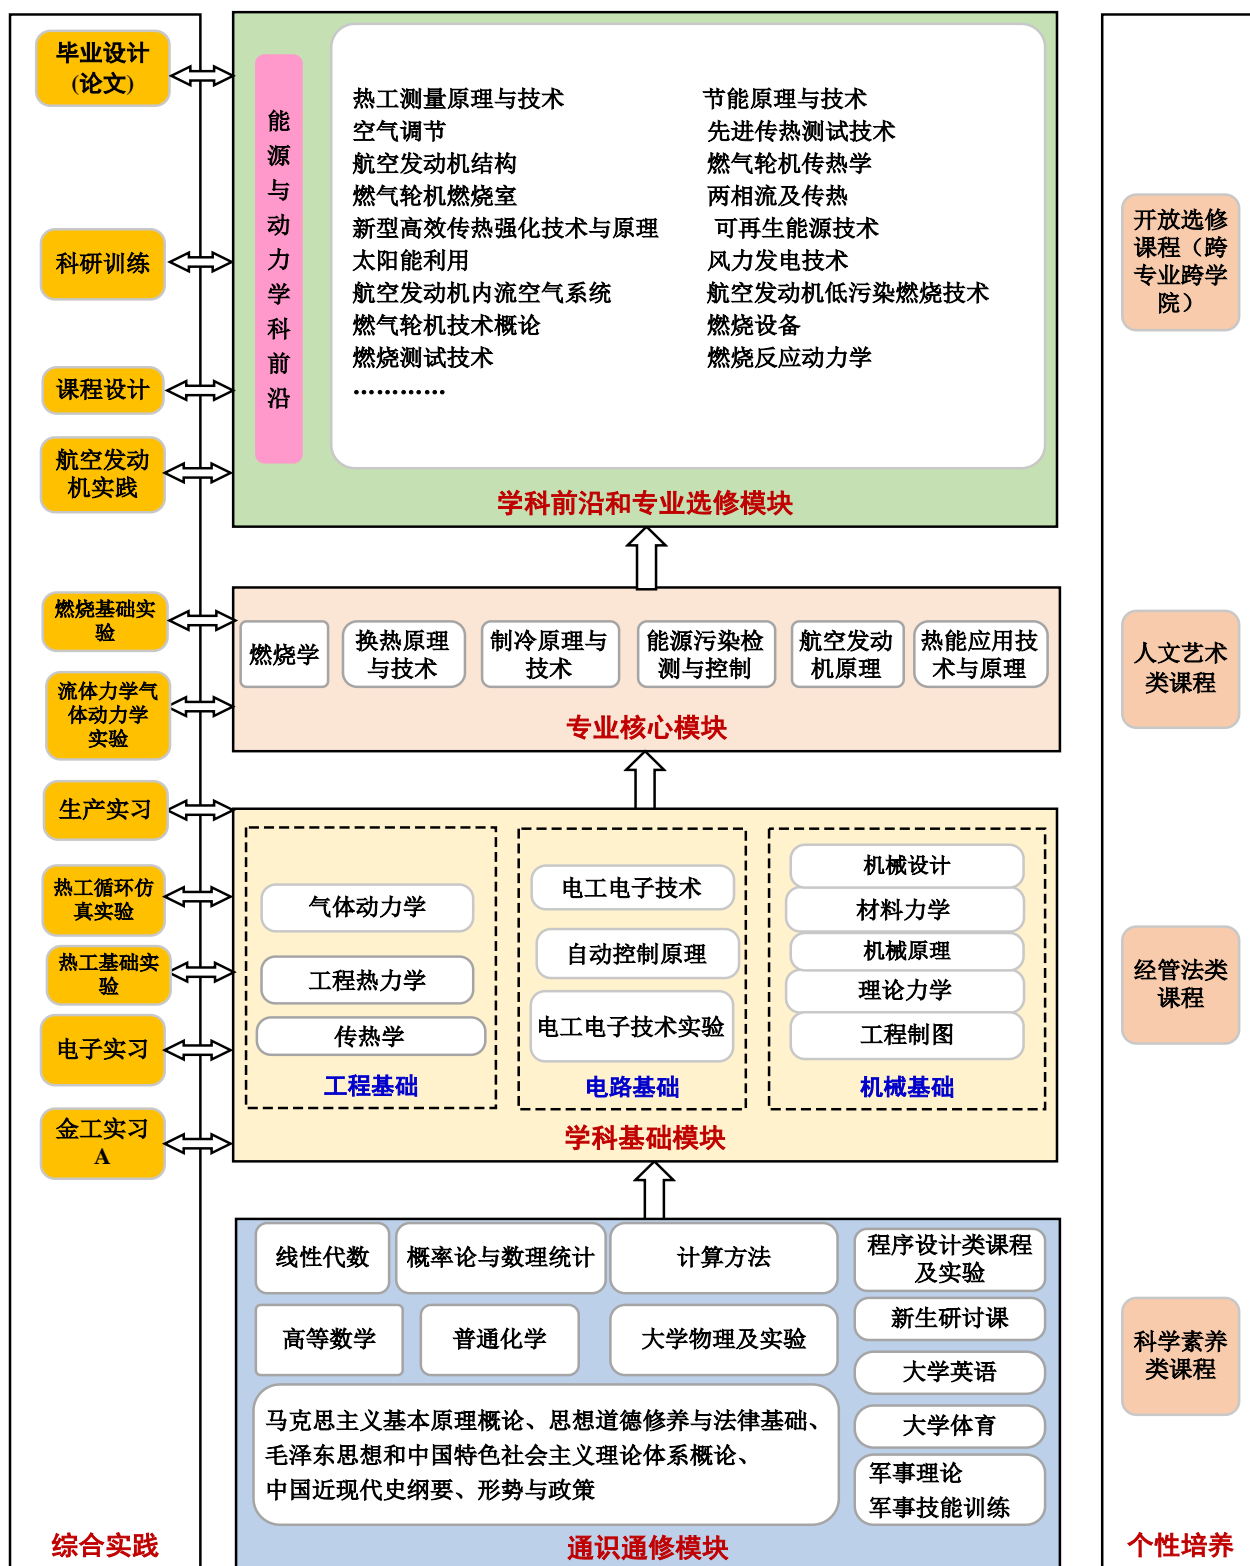 毕业设计
(论文)
科研训练
课程设计
航空发动
机实践
燃烧基础实
验
流体力学气
体动力学
实验
生产实习
热工循环仿
真实验
热工基础实
验
电子实习
金工实习
A
综合实践
能
源
与
动
力
学
科
前
沿
热工测量原理与技术 节能原理与技术
空气调节 先进传热测试技术
航空发动机结构 燃气轮机传热学
燃气轮机燃烧室 两相流及传热
新型高效传热强化技术与原理 可再生能源技术
太阳能利用 风力发电技术
航空发动机内流空气系统 航空发动机低污染燃烧技术
燃气轮机技术概论 燃烧设备
燃烧测试技术 燃烧反应动力学
…………
学科前沿和专业选修模块
燃烧学
换热原理
与技术
制冷原理与
技术
能源污染检
测与控制
航空发动
机原理
热能应用技
术与原理
专业核心模块
气体动力学
工程热力学
传热学
工程基础
电工电子技术
自动控制原理
电工电子技术实验
电路基础
机械设计
材料力学
机械原理
理论力学
工程制图
机械基础
学科基础模块
线性代数
概率论与数理统计
计算方法
程序设计类课程
及实验
高等数学
普通化学
大学物理及实验
新生研讨课
大学英语
大学体育
军事理论
军事技能训练
马克思主义基本原理概论、思想道德修养与法律基础、
毛泽东思想和中国特色社会主义理论体系概论、
中国近现代史纲要、形势与政策
通识通修模块
开放选修
课程（跨
专业跨学
院）
人文艺术
类课程
经管法类
课程
科学素养
类课程
个性培养